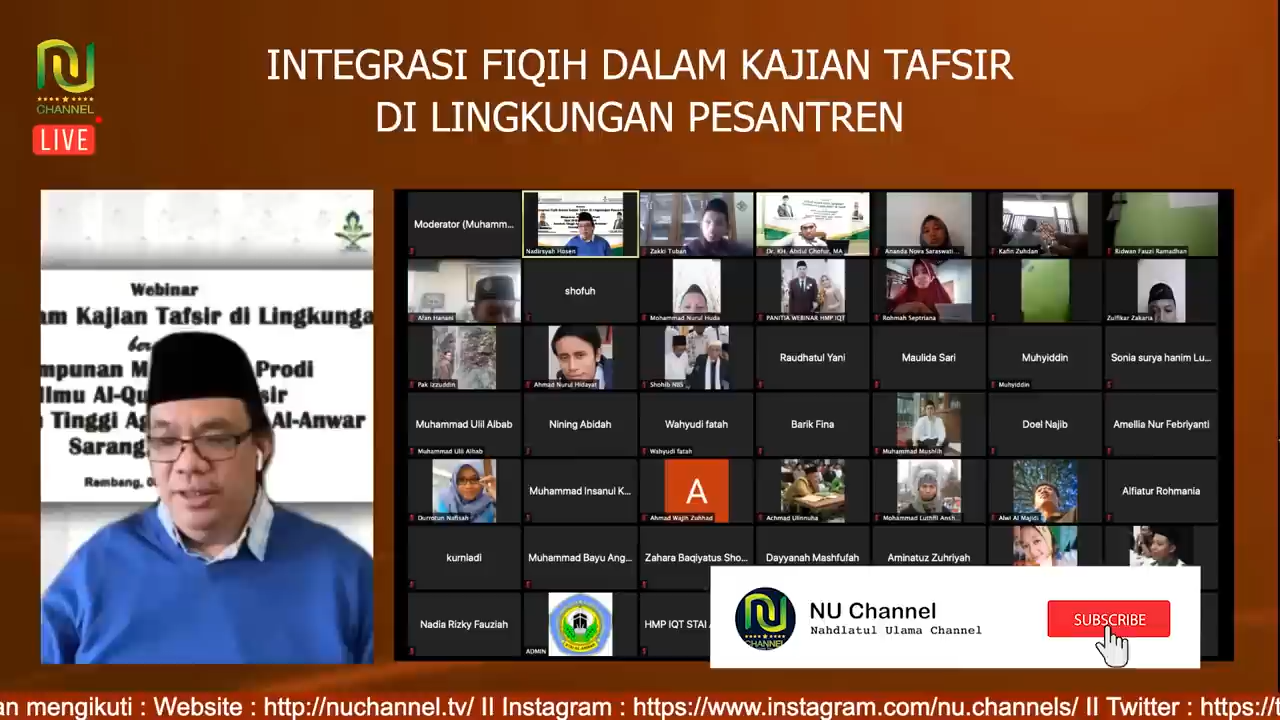 NU
CHANNEL
LIVE
INTEGRASI FIQIH DALAM KAJIAN TAFSIR
DI LINGKUNGAN PESANTREN
Webinar
am Kajian Tafsir di Lingkunga
mpunan M Prodi
Ilmu Al-Qu sir
Tinggi Ag Al-Anwar
Sarang
Rembang, 0
Moderator (Muhamm...
Nadirsyah Hosen
Zakki Tuban
Dr. KH. Abdul Ghofur, MA
Ananda Nova Saraswati...
Kafin Zuhdan
Ridwan Fauzi Ramadhan
Afan Hanani
shofuh
Mohammad Nurul Huda
PANITIA WEBINAR HMP IQT
Rohmah Septriana
Zulfikar Zakaria
Pak Izzuddin
Ahmad Nurul Hidayat
Shohib NIIS
Raudhatul Yani
Maulida Sari
Muhyiddin
Muhyiddin
Sonia surya hanim Lu...
Muhammad Ulil Albab
Muhammad Ulil Albab
Nining Abidah
Wahyudi fatah
Wahyudi fatah
Barik Fina
Muhammad Muslih
Doel Najib
Amellia Nur Febriyanti
Durrotun Nafisah
Muhammad Insanul K...
A
Ahmad Wajih Zuhhad
Achmad Ulinnuha
Mohammad Luthfil Ansh...
Alwi Al Majidi
Alfiatur Rohmania
kurnladi
Muhammad Bayu Ang...
Zahara Baqiyatus Sho...
Dayyanah Mashfufah
Aminatuz Zuhriyah
Nadia Rizky Fauziah
ADMIN
HMP IQT STAI
NU Channel
Nahdlatul Ulama Channel
SUBSCRIBE
an mengikuti : Website : http://nuchannel.tv/ II Instagram : https://www.instagram.com/nu.channels/ II Twitter : https://t